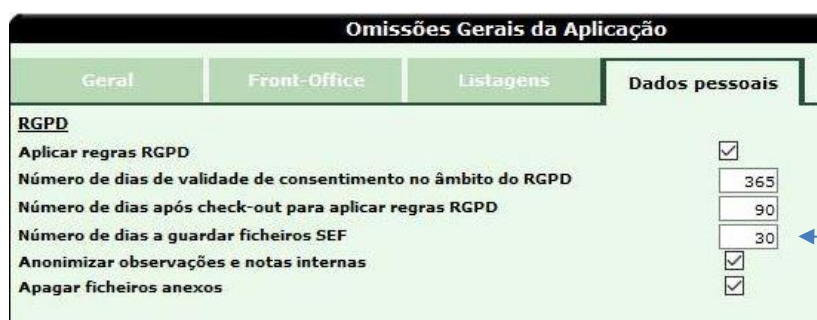 Omissões Gerais da Aplicação
Geral Front-Office Listagens Dados pessoais
RGPD
Aplicar regras RGPD
Número de dias de validade de consentimento no âmbito do RGPD 365
Número de dias após check-out para aplicar regras RGPD 90
Número de dias a guardar ficheiros SEF 30
Anonimizar observações e notas internas
Apagar ficheiros anexos